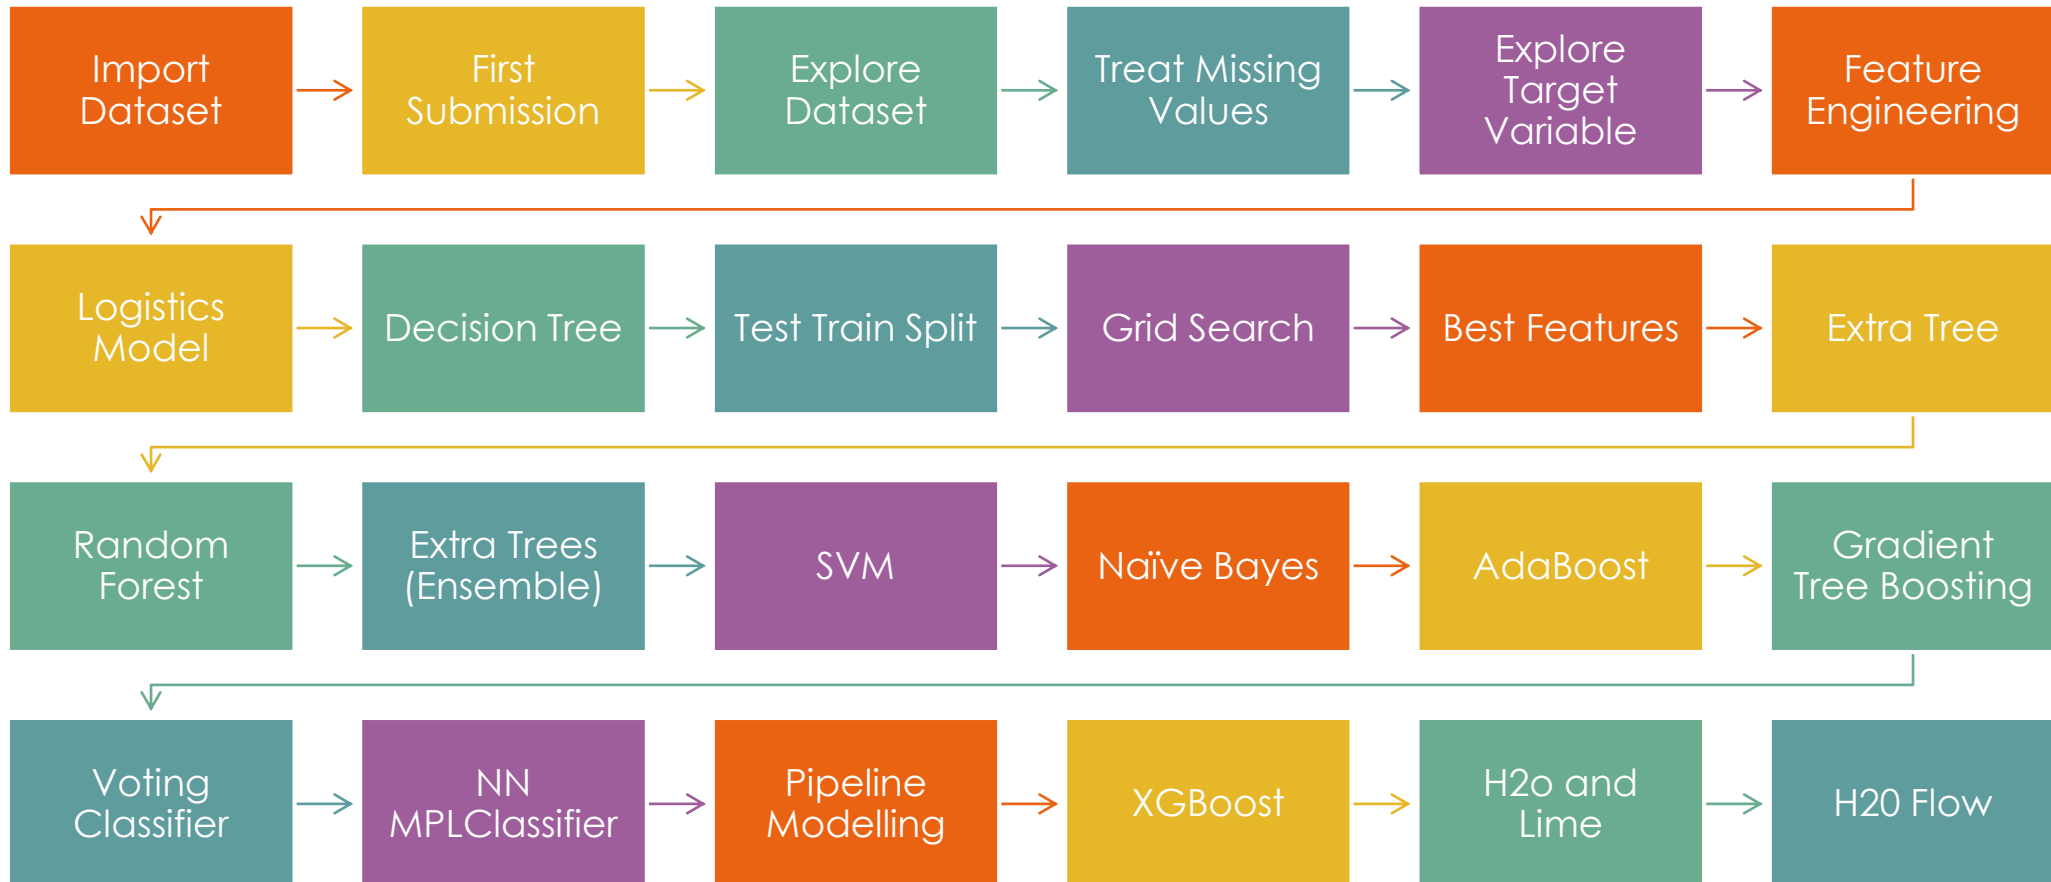 Import
Dataset
First
Submission
Explore
Dataset
Treat Missing
Values
Explore
Target
Variable
Feature
Engineering
Logistics
Model
Decision Tree
Test Train Split
Grid Search
Best Features
Extra Tree
Random
Forest
Extra Trees
(Ensemble)
SVM
Naïve Bayes
AdaBoost
Gradient
Tree Boosting
Voting
Classifier
NN
MPLClassifier
Pipeline
Modelling
XGBoost
H2o and
Lime
H20 Flow